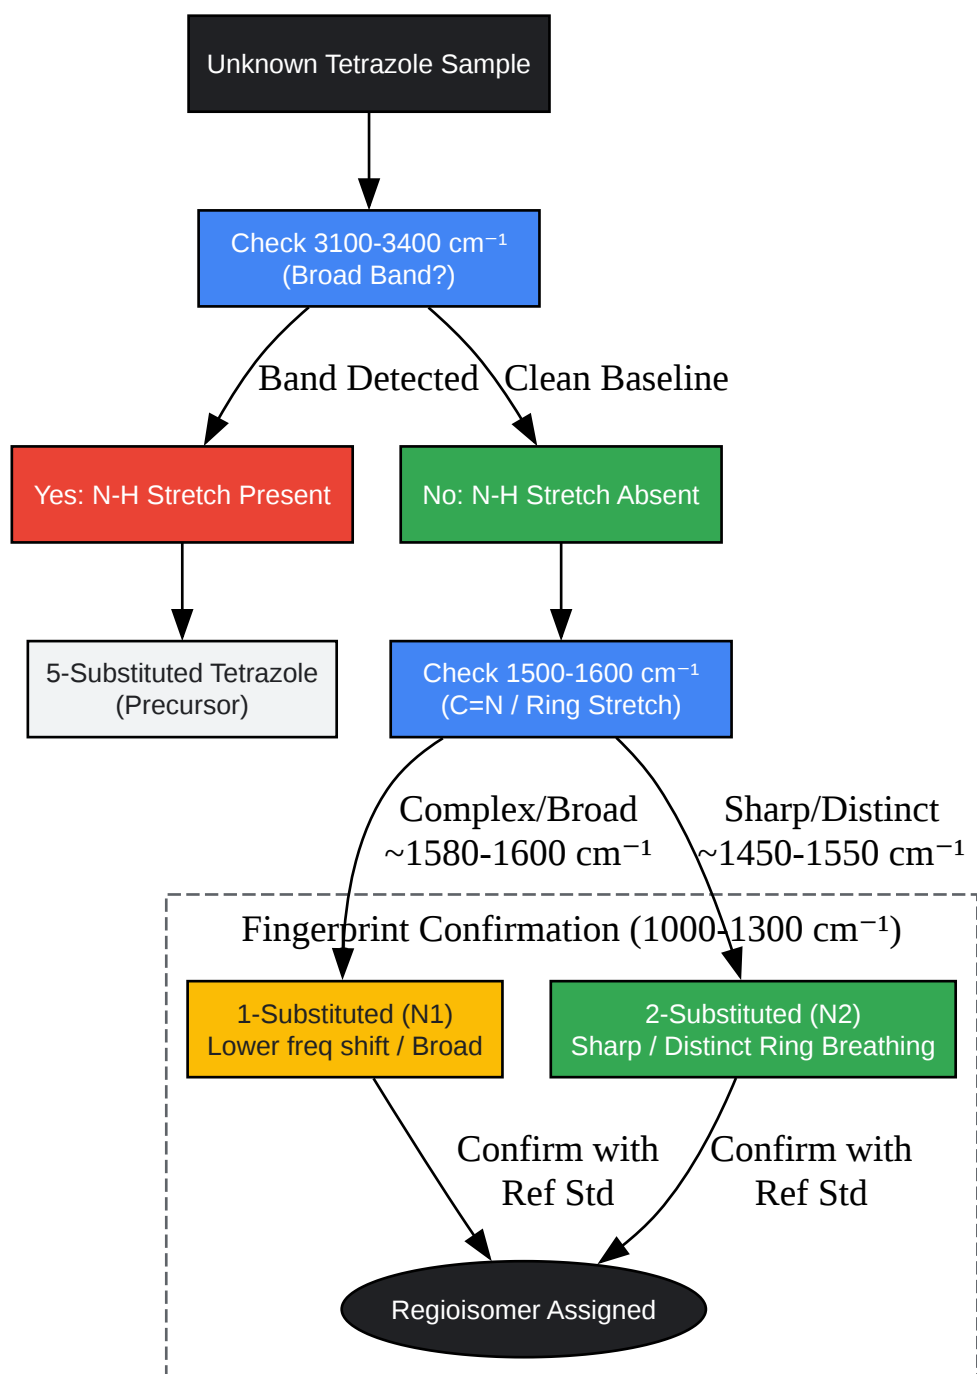 Unknown Tetrazole Sample
Check 3100-3400 cm⁻¹
(Broad Band?)
Band Detected
Clean Baseline
Yes: N-H Stretch Present
No: N-H Stretch Absent
5-Substituted Tetrazole
(Precursor)
Check 1500-1600 cm⁻¹
(C=N / Ring Stretch)
Complex/Broad
~1580-1600 cm⁻¹
Sharp/Distinct
~1450-1550 cm⁻¹
Fingerprint Confirmation (1000-1300 cm⁻¹)
1-Substituted (N1)
Lower freq shift / Broad
2-Substituted (N2)
Sharp / Distinct Ring Breathing
Confirm with
Ref Std
Confirm with
Ref Std
Regioisomer Assigned